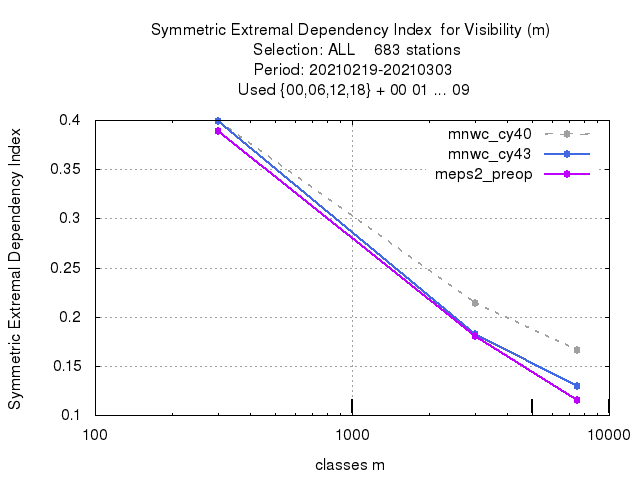 Symmetric Extremal Dependency Index  for Visibility (m)
Selection: ALL    683 stations
Period: 20210219-20210303
Used {00,06,12,18} + 00 01 ... 09
Symmetric Extremal Dependency Index
0.4
0.35
0.3
0.25
0.2
0.15
0.1
mnwc_cy40
mnwc_cy43
meps2_preop
100
1000
10000
classes m